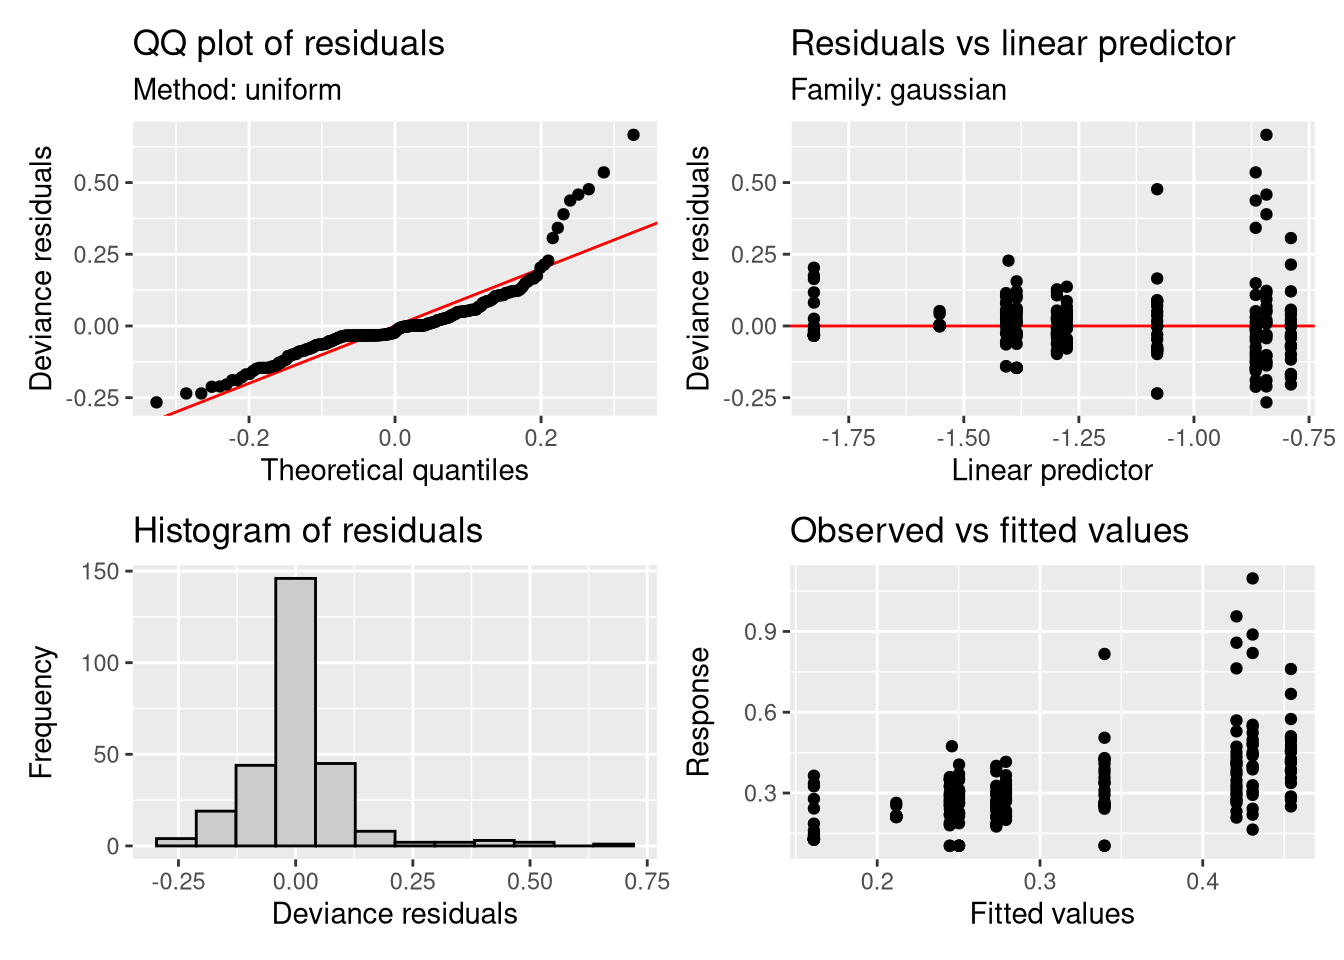 QQ plot of residuals
Method: uniform
Deviance residuals
0.50
0.25
0.00
-0.25
-0.2
0.0
0.2
Theoretical quantiles
Residuals vs linear predictor
Family: gaussian
Deviance residuals
0.50
0.25
0.00
-0.25
-1.75
-1.50
-1.25
-1.00
-0.75
Linear predictor
Histogram of residuals
Frequency
150
100
50
0
-0.25
0.00
0.25
0.50
0.75
Deviance residuals
Observed vs fitted values
Response
0.9
0.6
0.3
0.2
0.3
0.4
Fitted values